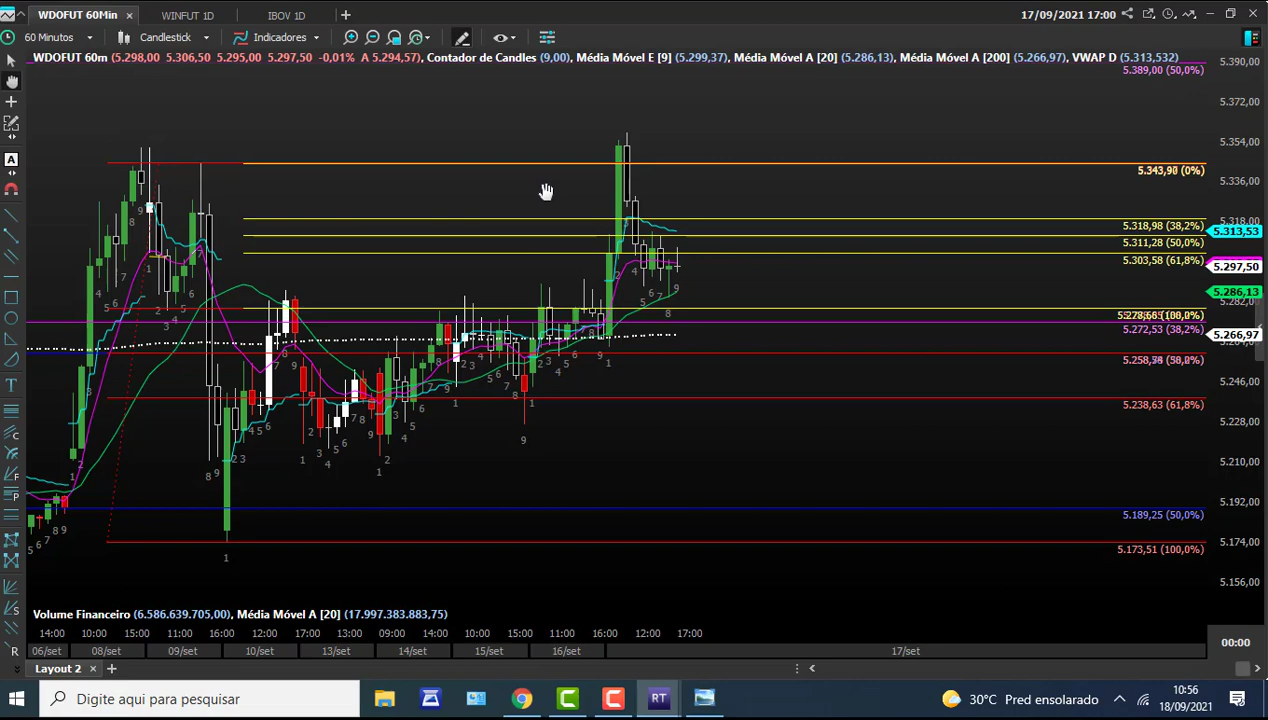 WDOFUT 60Min
WINFUT 1D
IBOV 1D
17/09/2021 17:00
60 Minutos
Candlestick
Indicadores
WDOFUT 60m (5.298,00 5.306,50 5.295,00 5.297,50 -0,01% A 5.294,57), Contador de Candles (9,00), Média Móvel E [9] (5.299,37), Média Móvel A [20] (5.286,13), Média Móvel A [200] (5.266,97), VWAP D (5.313,532)
5.389,00 (50,0%)
5.318,98 (38,2%)
5.311,28 (50,0%)
5.303,58 (61,8%)
5.272,53 (38,2%)
5.238,63 (61,8%)
5.189,25 (50,0%)
5.173,51 (100,0%)
5.390,00
5.372,00
5.354,00
5.336,00
5.318,00
5.313,53
5.297,50
5.286,13
5.282,00
5.266,97
5.246,00
5.228,00
5.210,00
5.192,00
5.174,00
5.156,00
Volume Financeiro (6.586.639.705,00), Média Móvel A [20] (17.997.383.883,75)
14:00 10:00 15:00 11:00 16:00 12:00 17:00 13:00 09:00 14:00 10:00 15:00 11:00 16:00 12:00 17:00
00:00
06/set 08/set 09/set 10/set 13/set 14/set 15/set 16/set 17/set
Layout 2
Digite aqui para pesquisar
RT
30°C Pred ensolarado
10:56
18/09/2021